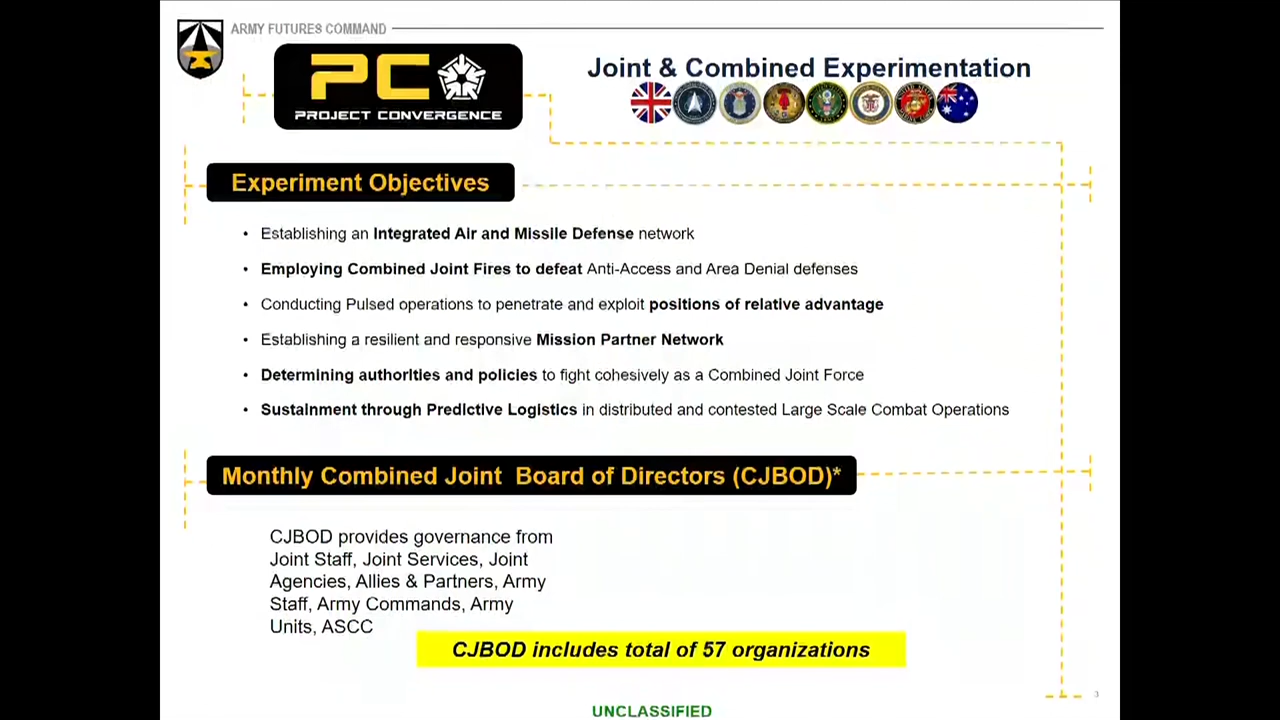 ARMY FUTURES COMMAND
PC
PROJECT CONVERGENCE
Joint & Combined Experimentation
Experiment Objectives
• Establishing an Integrated Air and Missile Defense network
• Employing Combined Joint Fires to defeat Anti-Access and Area Denial defenses
• Conducting Pulsed operations to penetrate and exploit positions of relative advantage
• Establishing a resilient and responsive Mission Partner Network
• Determining authorities and policies to fight cohesively as a Combined Joint Force
• Sustainment through Predictive Logistics in distributed and contested Large Scale Combat Operations
Monthly Combined Joint Board of Directors (CJBOD)*
CJBOD provides governance from
Joint Staff, Joint Services, Joint
Agencies, Allies & Partners, Army
Staff, Army Commands, Army
Units, ASCC
CJBOD includes total of 57 organizations
3
UNCLASSIFIED